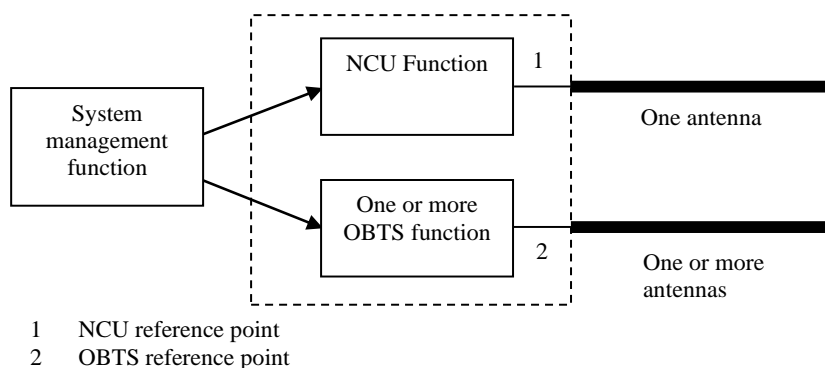 NCU Function
1
System
management
function
One antenna
One or more
OBTS function
2
One or more
antennas
1 NCU reference point
2 OBTS reference point